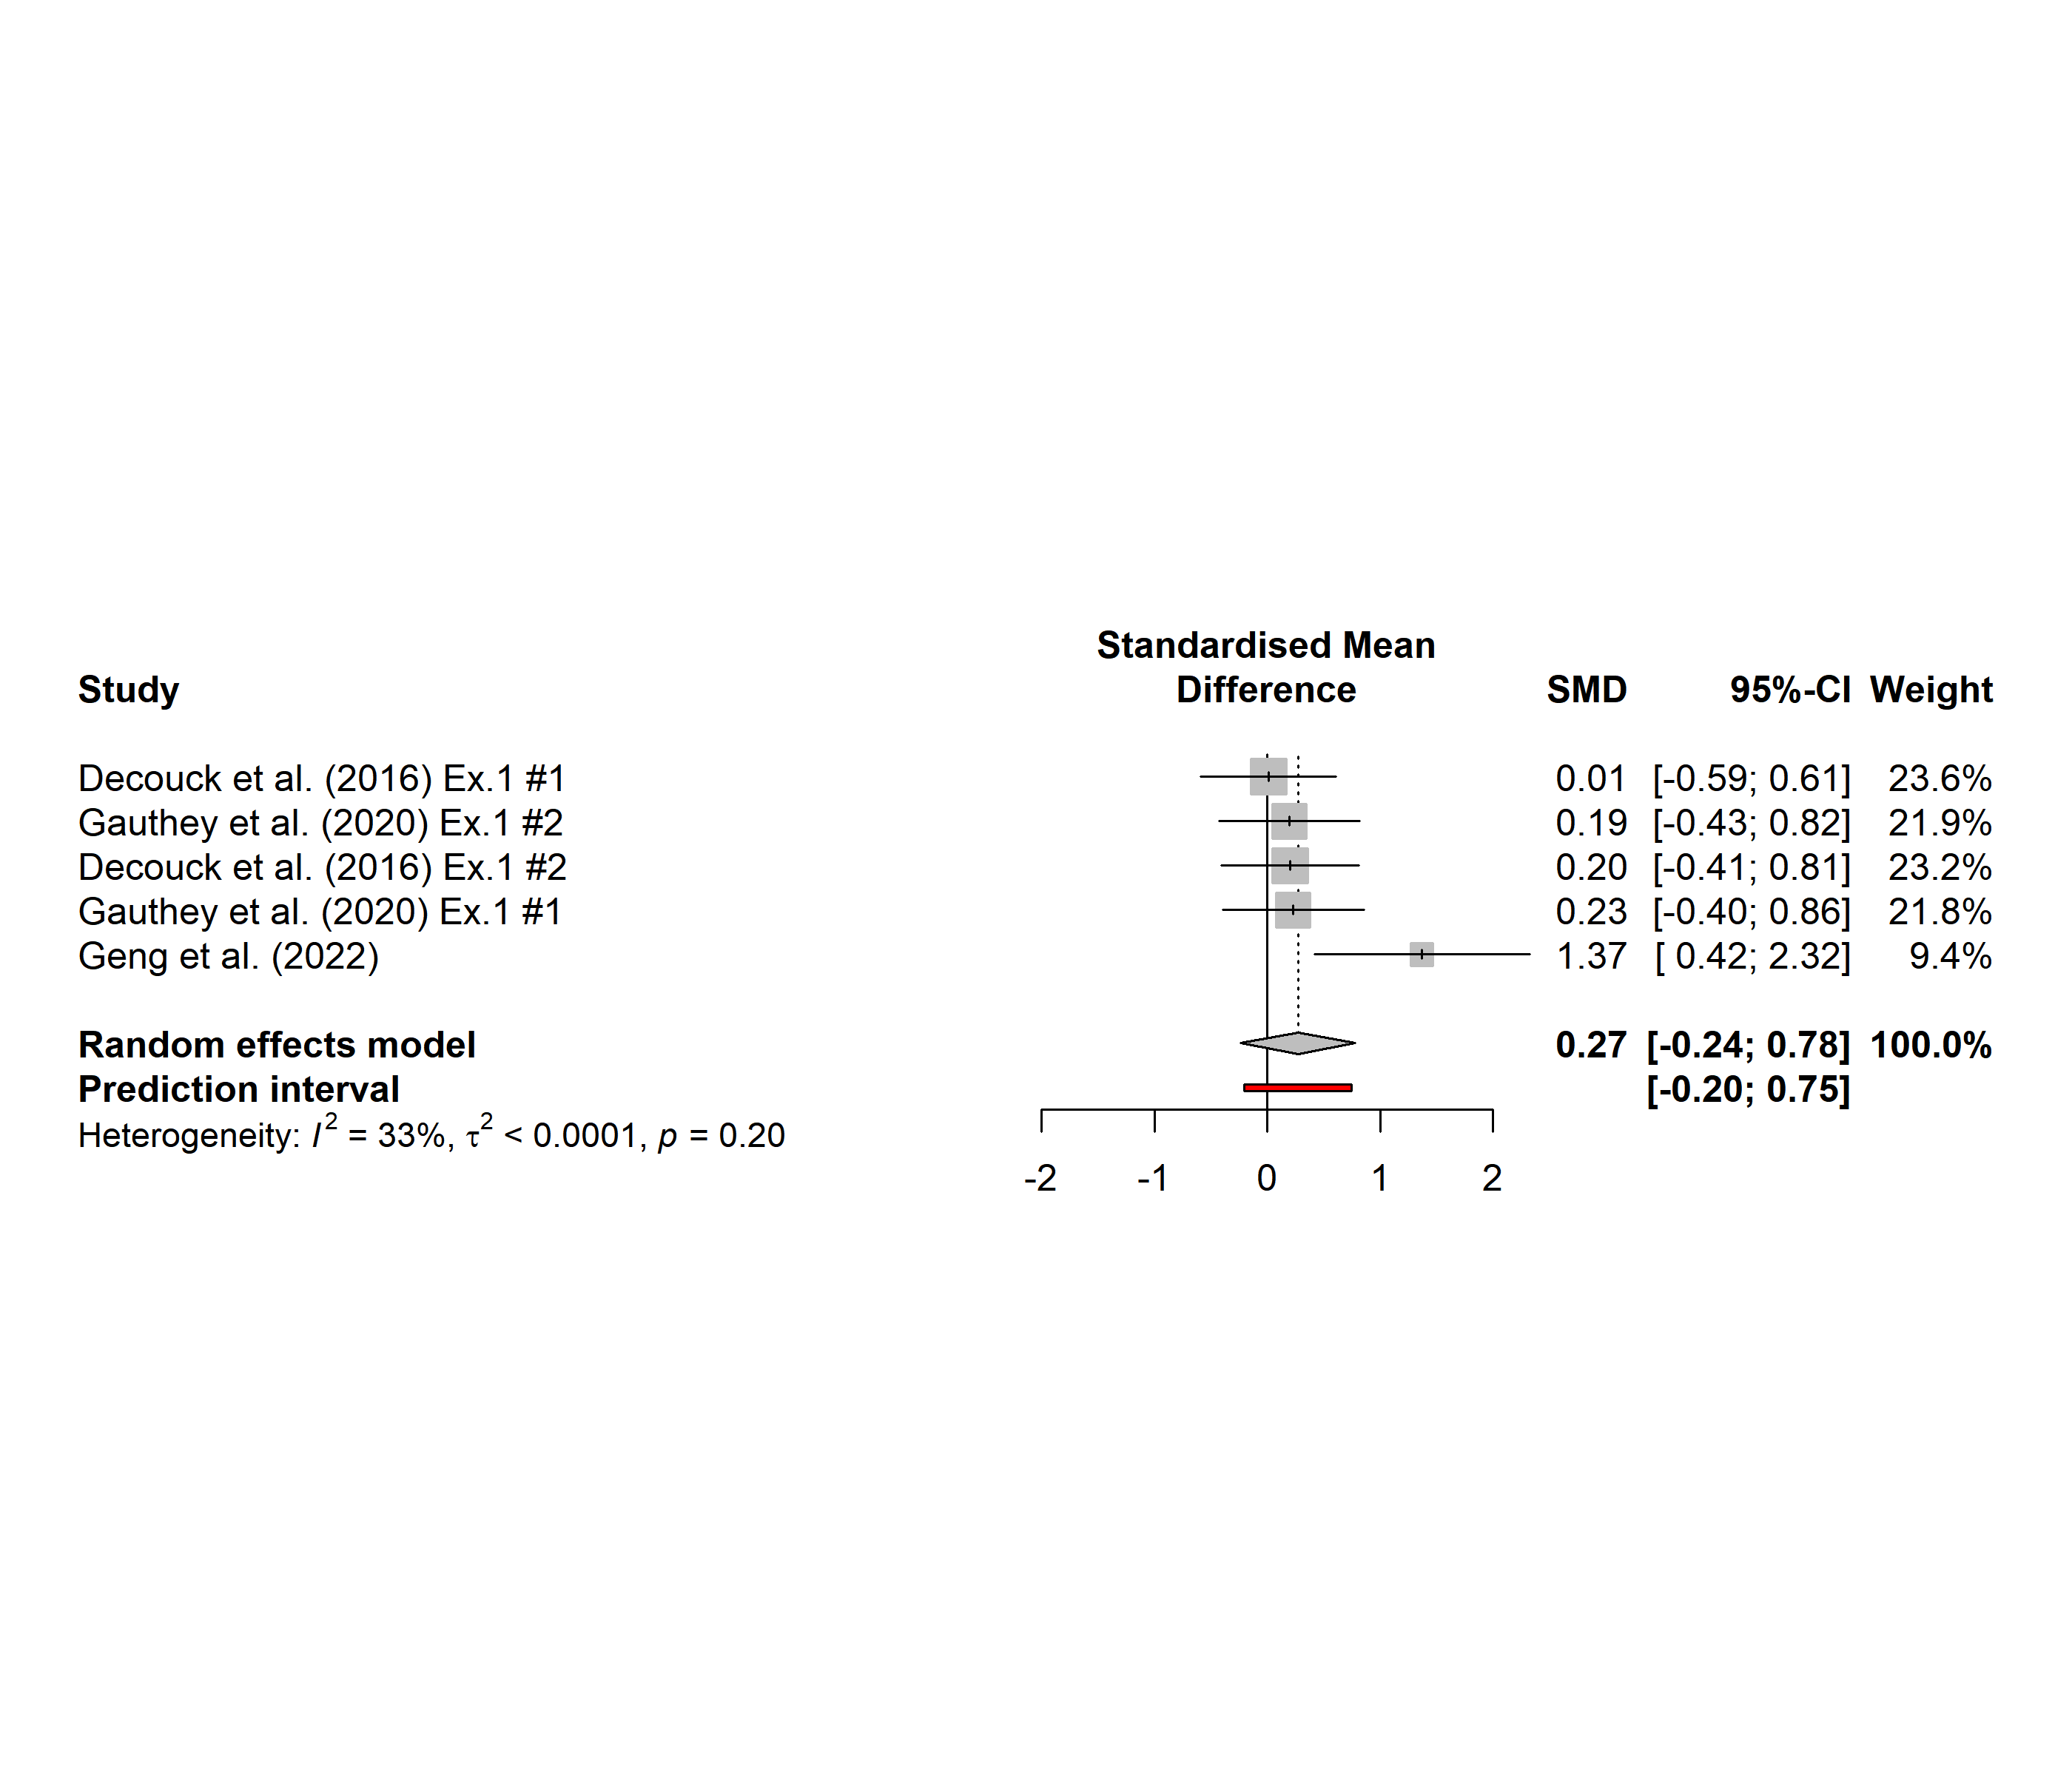 Standardised Mean
Study Difference SMD 95%-CI Weight
Decouck et al. (2016) Ex.1 #1 0.01 [-0.59; 0.61] 23.6%
Gauthey et al. (2020) Ex.1 #2 0.19 [-0.43; 0.82] 21.9%
Decouck et al. (2016) Ex.1 #2 0.20 [-0.41; 0.81] 23.2%
Gauthey et al. (2020) Ex.1 #1 0.23 [-0.40; 0.86] 21.8%
Geng et al. (2022) 1.37 [ 0.42; 2.32] 9.4%
Random effects model 0.27 [-0.24; 0.78] 100.0%
Prediction interval [-0.20; 0.75]
Heterogeneity: I² = 33%, τ² < 0.0001, p = 0.20
-2 -1 0 1 2